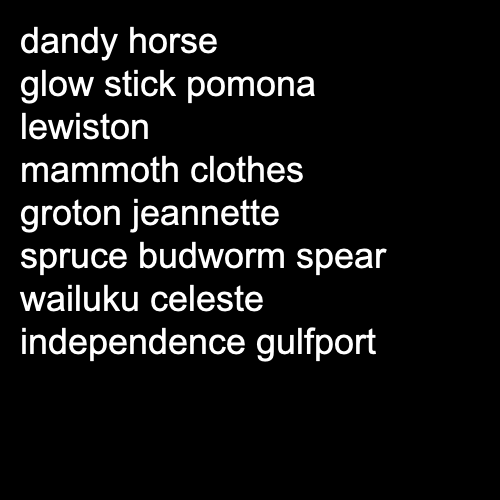 dandy horse
glow stick pomona
lewiston
mammoth clothes
groton jeannette
spruce budworm spear
wailuku celeste
independence gulfport